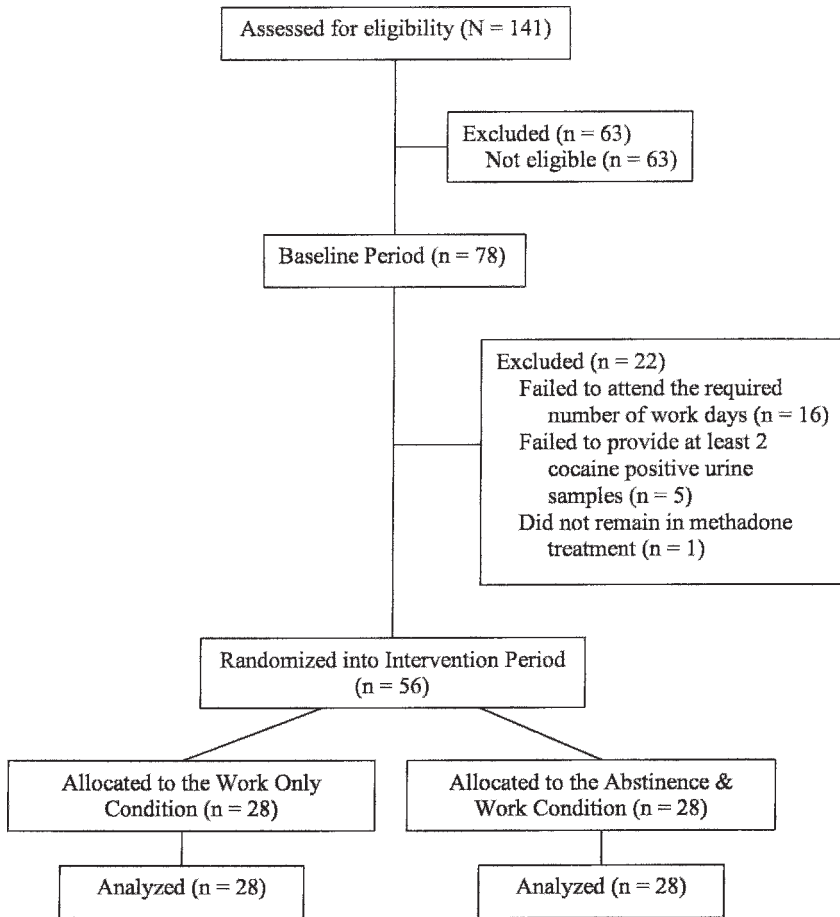 Assessed for eligibility (N = 141)
Excluded (n = 63)
Not eligible (n = 63)
Baseline Period (n = 78)
Excluded (n = 22)
Failed to attend the required
number of work days (n = 16)
Failed to provide at least 2
cocaine positive urine
samples (n = 5)
Did not remain in methadone
treatment (n = 1)
Randomized into Intervention Period
(n = 56)
Allocated to the Work Only
Condition (n = 28)
Allocated to the Abstinence &
Work Condition (n = 28)
Analyzed (n = 28)
Analyzed (n = 28)